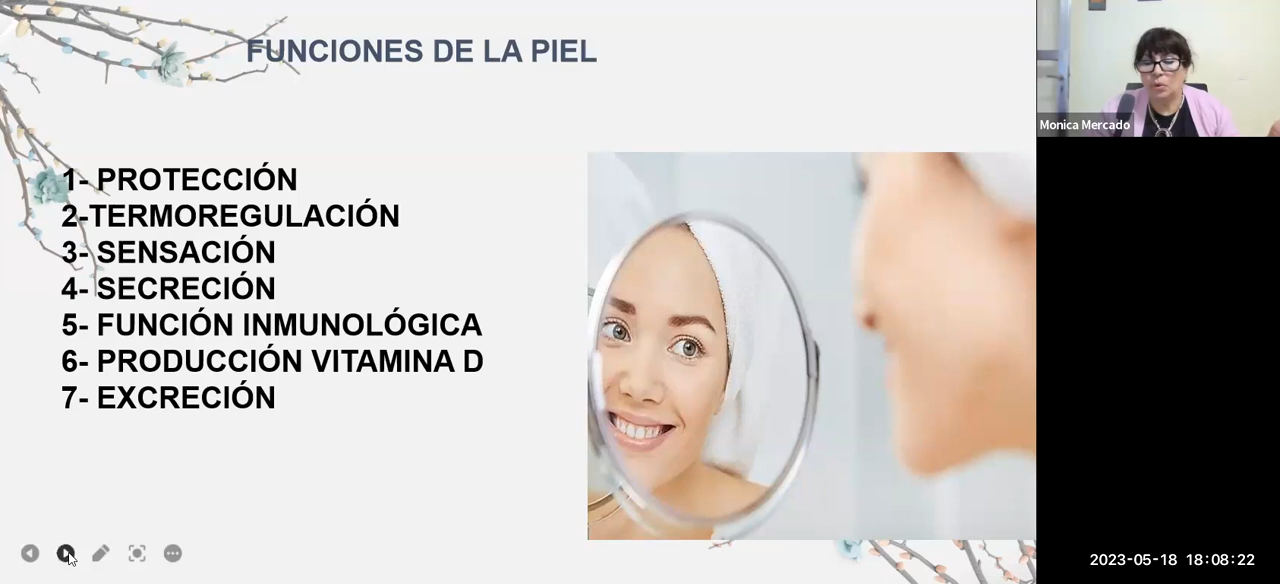 FUNCIONES DE LA PIEL
1- PROTECCIÓN
2-TERMOREGULACIÓN
3- SENSACIÓN
4- SECRECIÓN
5- FUNCIÓN INMUNOLÓGICA
6- PRODUCCIÓN VITAMINA D
7- EXCRECIÓN
Monica Mercado
2023-05-18 18:08:22